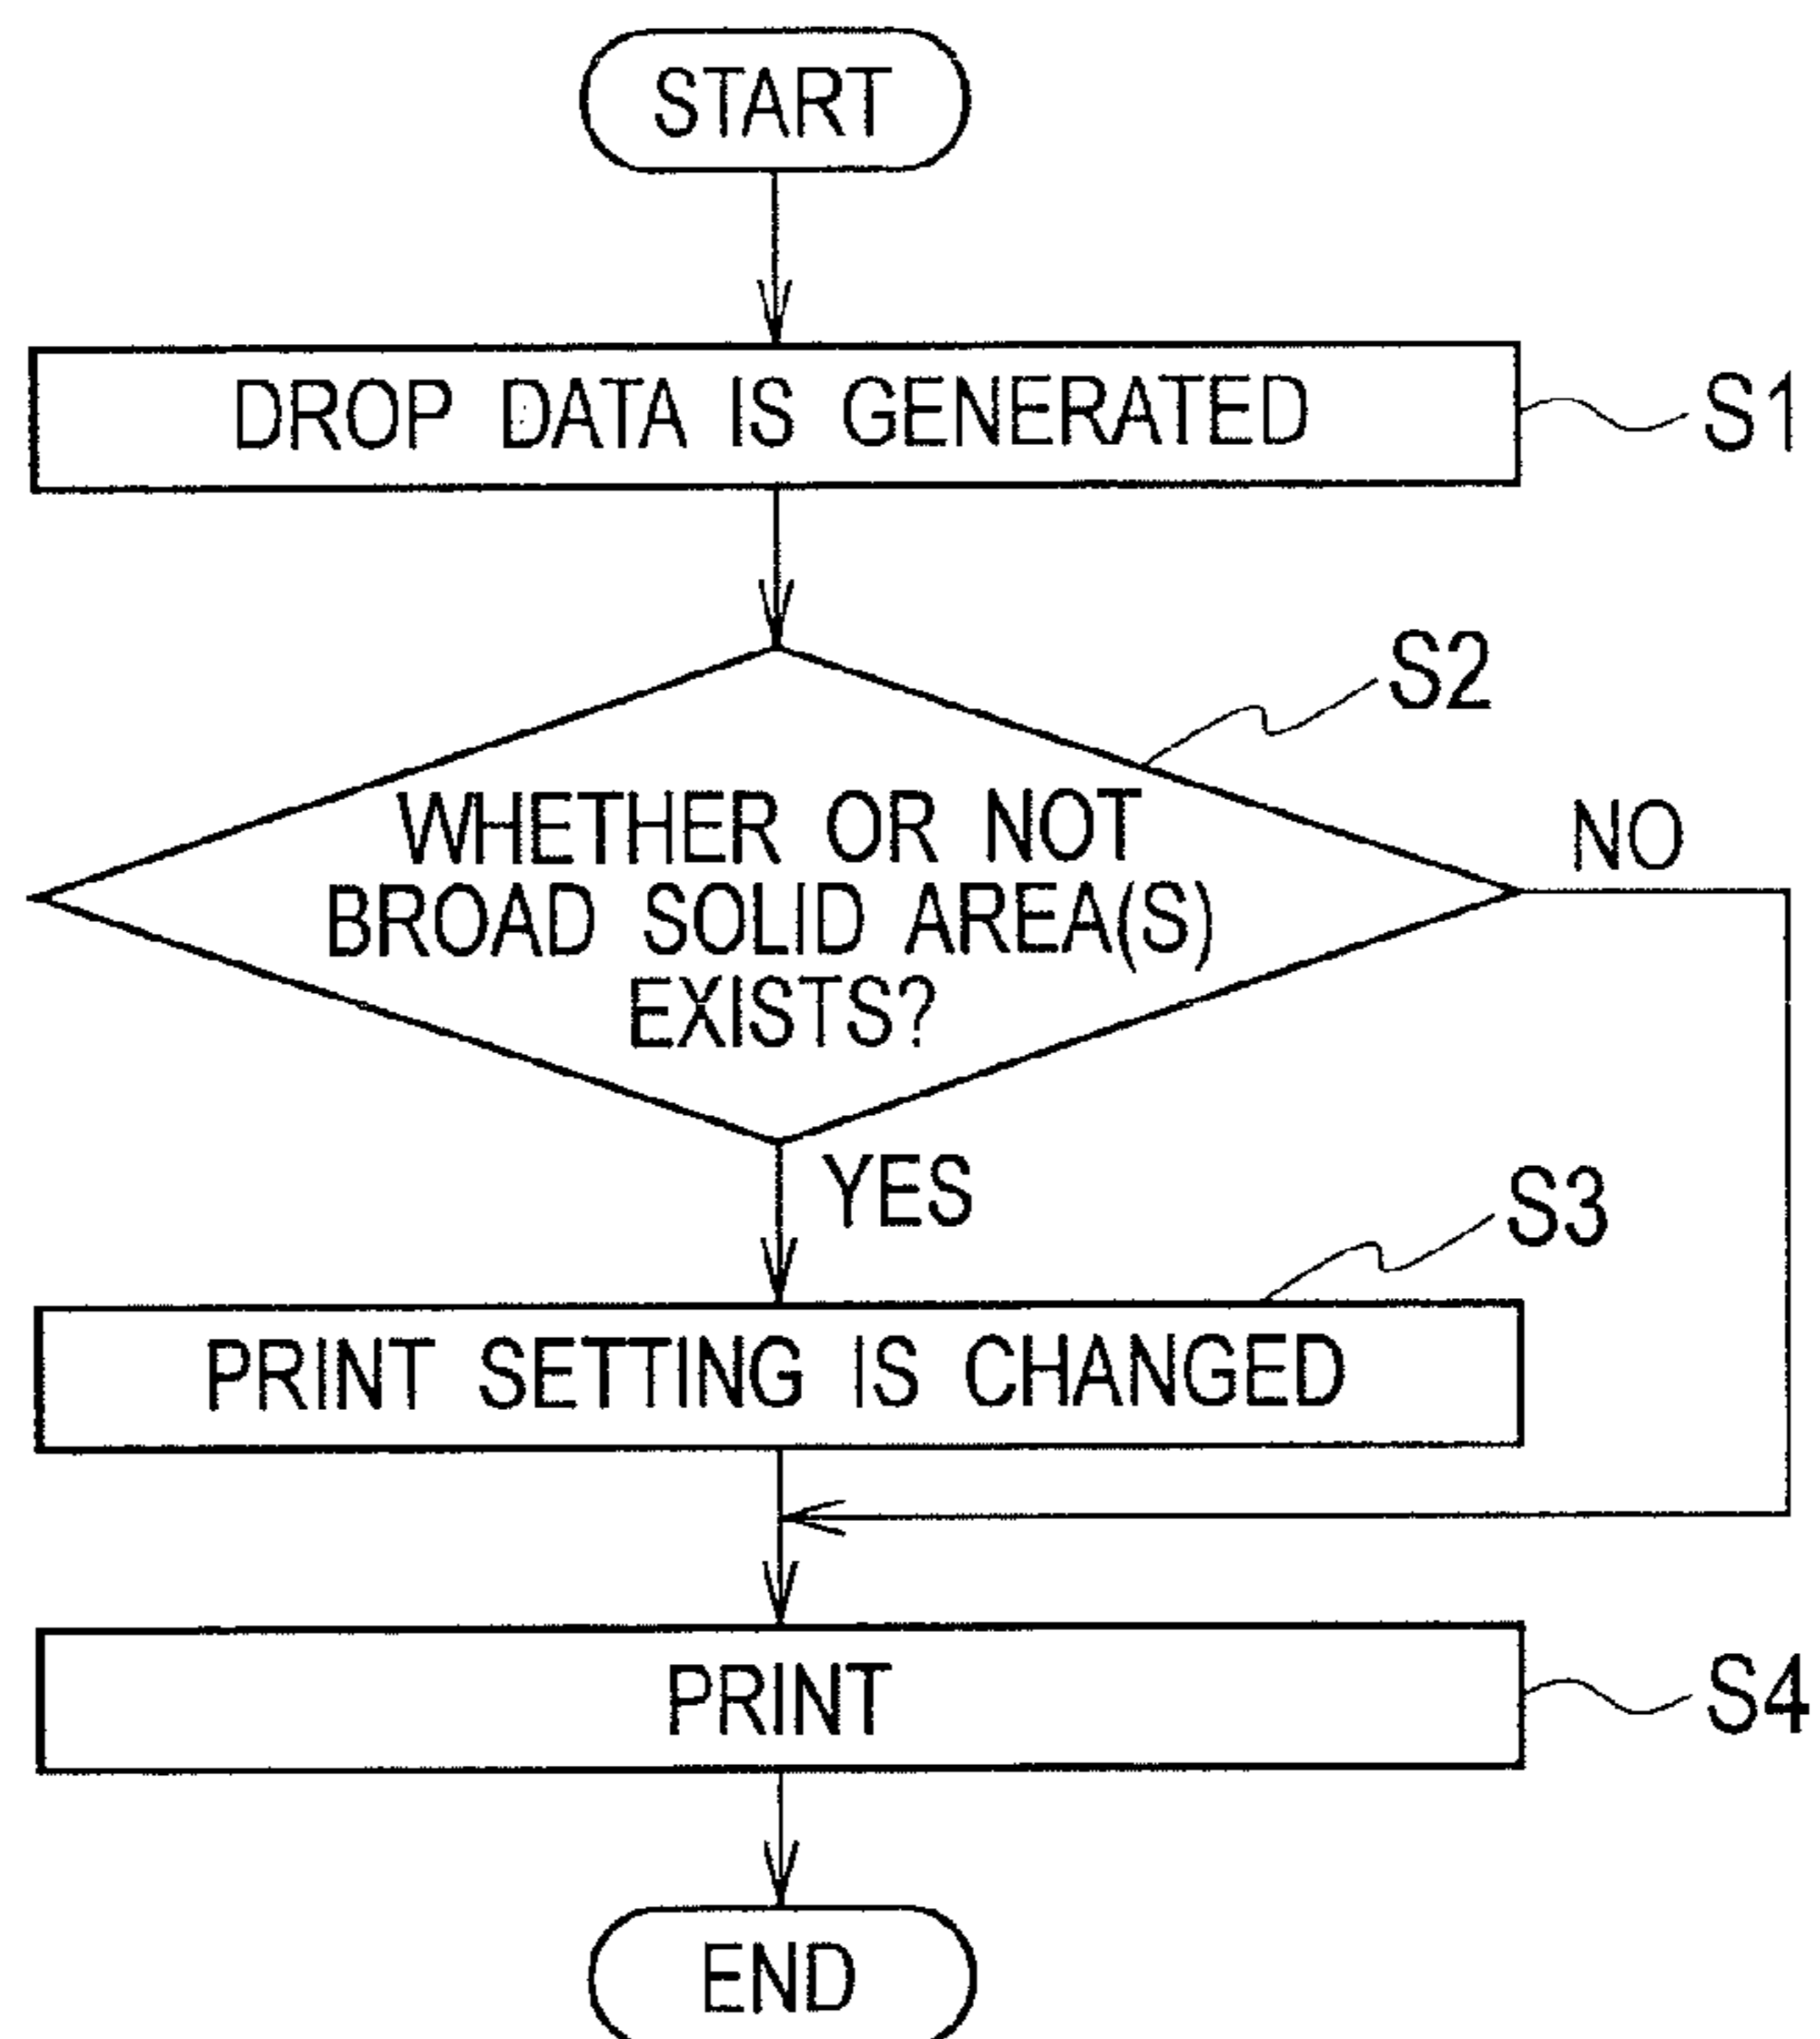 START
DROP DATA IS GENERATED
S1
S2
WHETHER OR NOT
BROAD SOLID AREA(S)
EXISTS?
NO
YES
S3
PRINT SETTING IS CHANGED
PRINT
S4
END